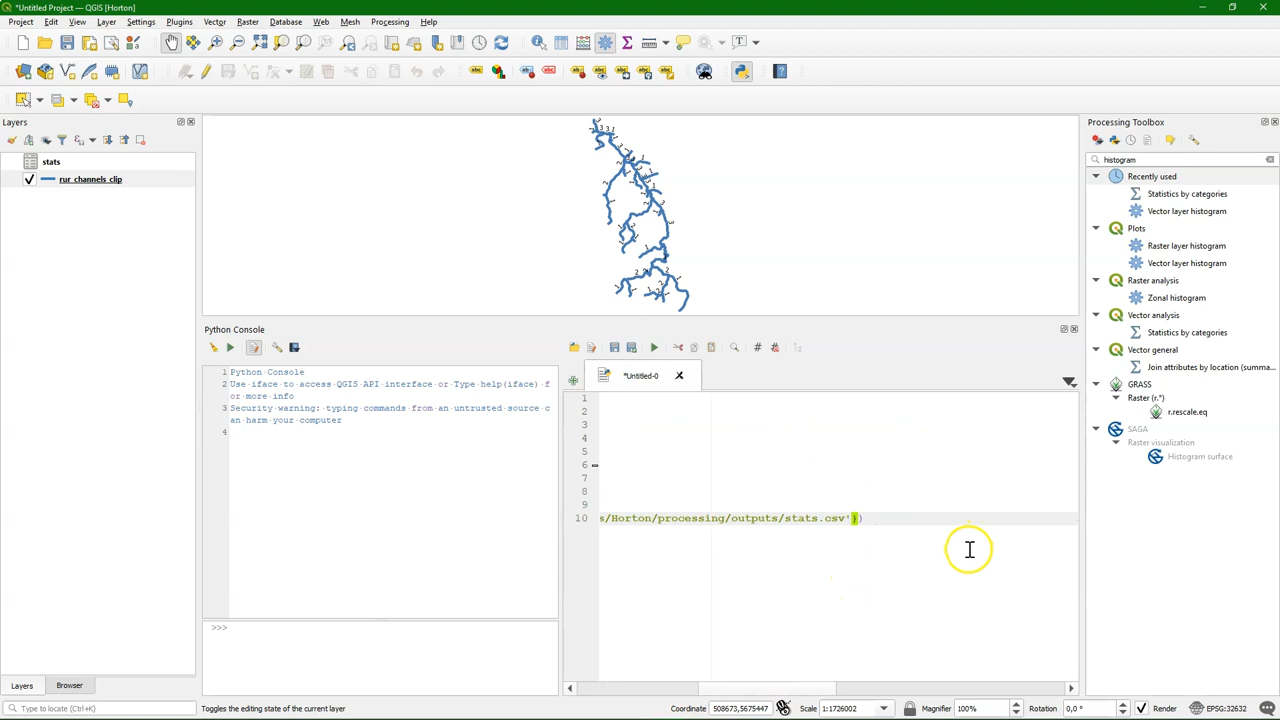 *Untitled Project — QGIS [Horton]
Project Edit View Layer Settings Plugins Vector Raster Database Web Mesh Processing Help
Layers
stats
rur_channels_clip
Python Console
1 Python Console
2 Use iface to access QGIS API interface or Type help(iface) f
or more info
3 Security warning: typing commands from an untrusted source c
an harm your computer
4
>>>
*Untitled-0
1
2
3
4
5
6
7
8
9
10 s/Horton/processing/outputs/stats.csv'})
Processing Toolbox
histogram
Recently used
Statistics by categories
Vector layer histogram
Plots
Raster layer histogram
Vector layer histogram
Raster analysis
Zonal histogram
Vector analysis
Statistics by categories
Vector general
Join attributes by location (summa...
GRASS
Raster (r.*)
r.rescale.eq
SAGA
Raster visualization
Histogram surface
Layers Browser
Type to locate (Ctrl+K)
Toggles the editing state of the current layer
Coordinate 508673,5675447
Scale 1:1726002
Magnifier 100%
Rotation 0,0 °
Render
EPSG:32632